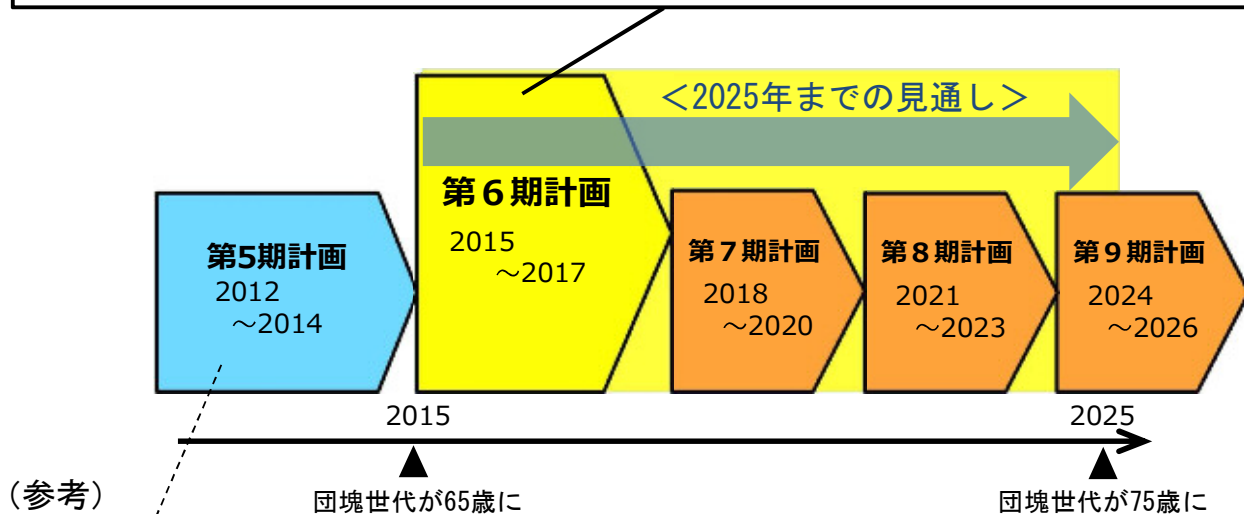 <2025年までの見通し>
第6期計画
2015
~2017
第5期計画
2012
~2014
第7期計画
2018
~2020
第8期計画
2021
~2023
第9期計画
2024
~2026
2015
2025
(参考)
団塊世代が65歳に
団塊世代が75歳に